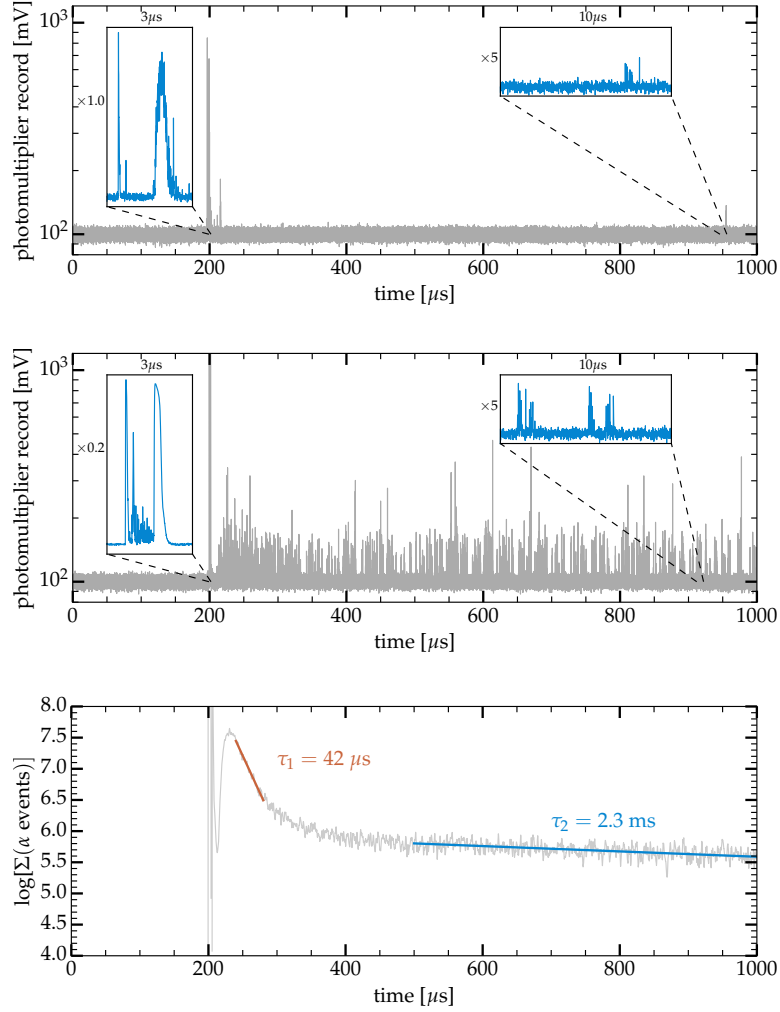 photomultiplier record [mV]
10³
10²
3µs
×1.0
10µs
×5
0 200 400 600 800 1000
time [µs]
photomultiplier record [mV]
10³
10²
3µs
×0.2
10µs
×5
0 200 400 600 800 1000
time [µs]
log[Σ(α events)]
8.0
7.5
7.0
6.5
6.0
5.5
5.0
4.5
4.0
τ₁ = 42 µs
τ₂ = 2.3 ms
0 200 400 600 800 1000
time [µs]